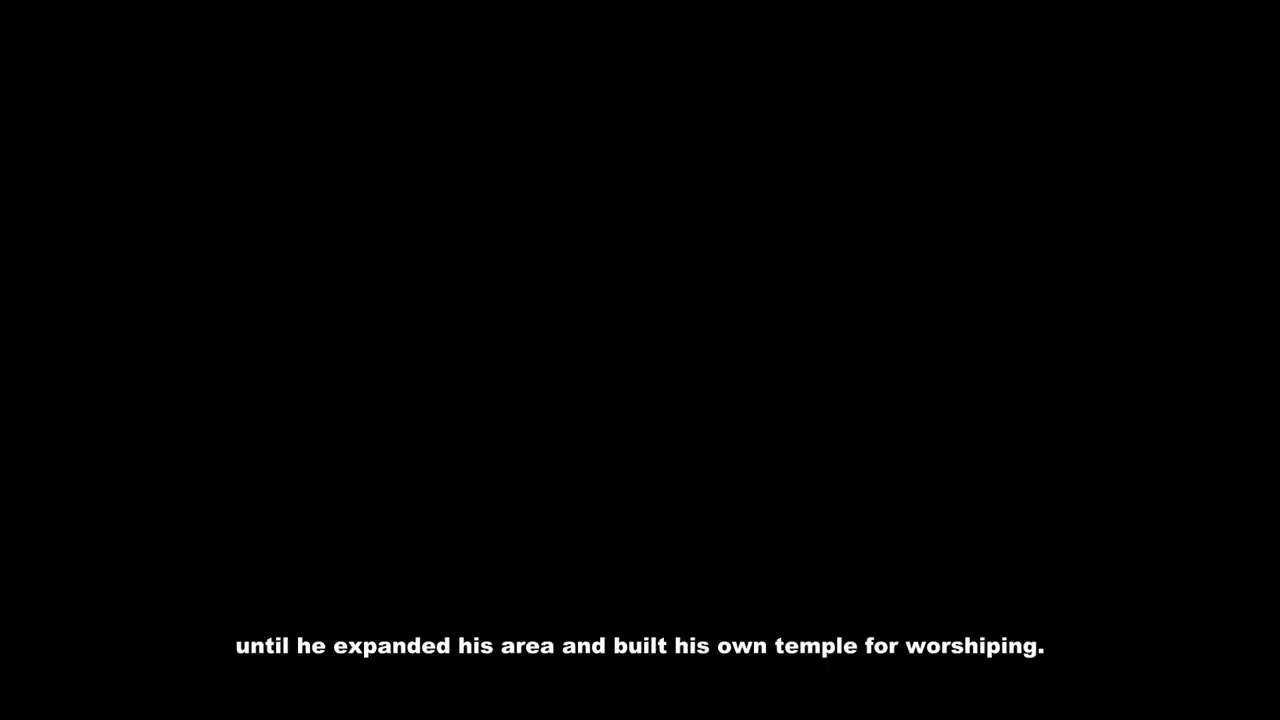 until he expanded his area and built his own temple for worshiping.